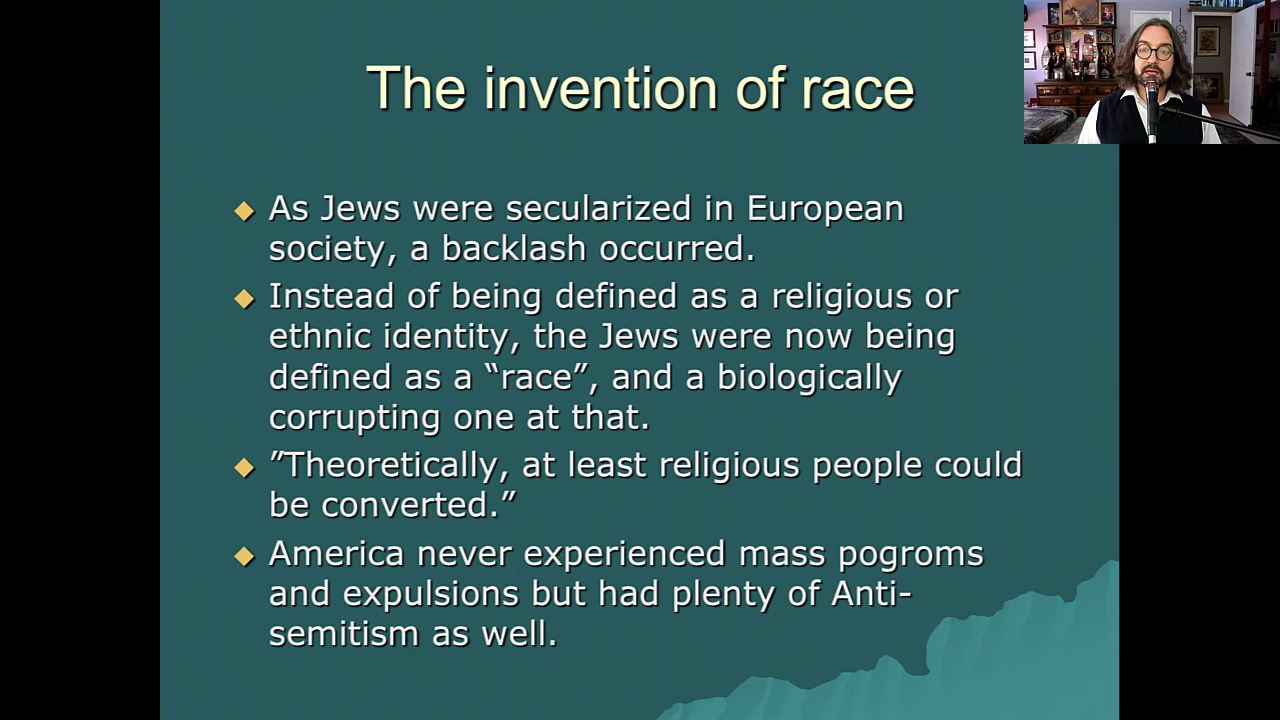 The invention of race
As Jews were secularized in European
society, a backlash occurred.
Instead of being defined as a religious or
ethnic identity, the Jews were now being
defined as a “race”, and a biologically
corrupting one at that.
”Theoretically, at least religious people could
be converted.”
America never experienced mass pogroms
and expulsions but had plenty of Anti-
semitism as well.